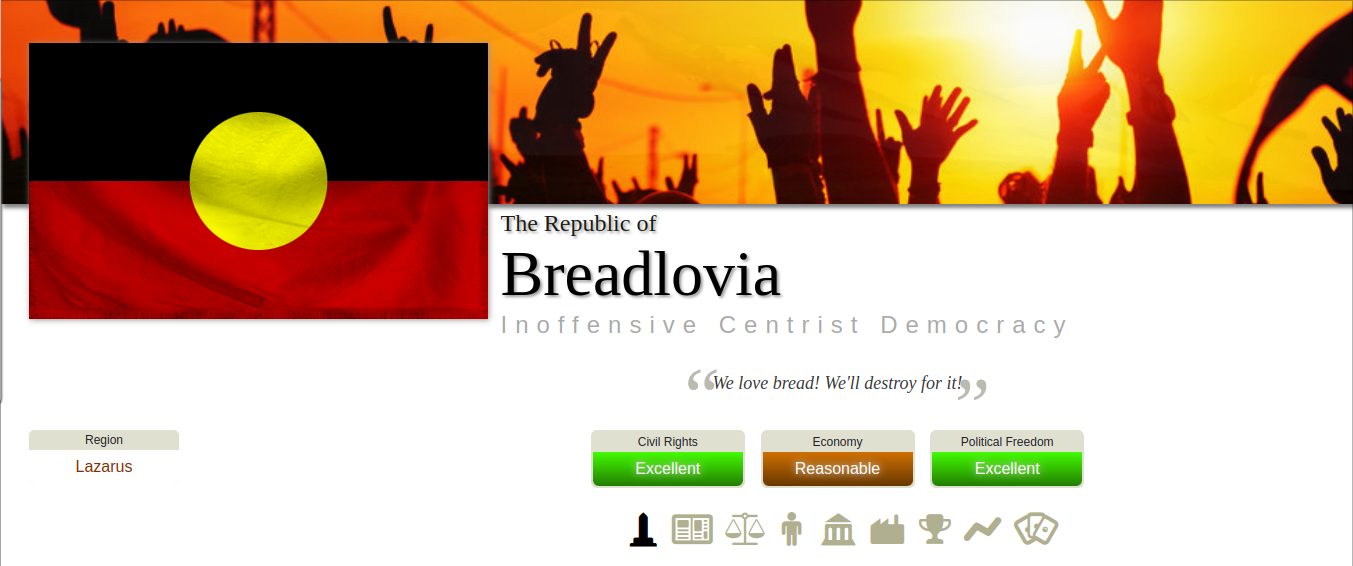 The Republic of
Breadlovia
Inoffensive Centrist Democracy
“We love bread! We'll destroy for it!„
Region
Lazarus
Civil Rights
Excellent
Economy
Reasonable
Political Freedom
Excellent